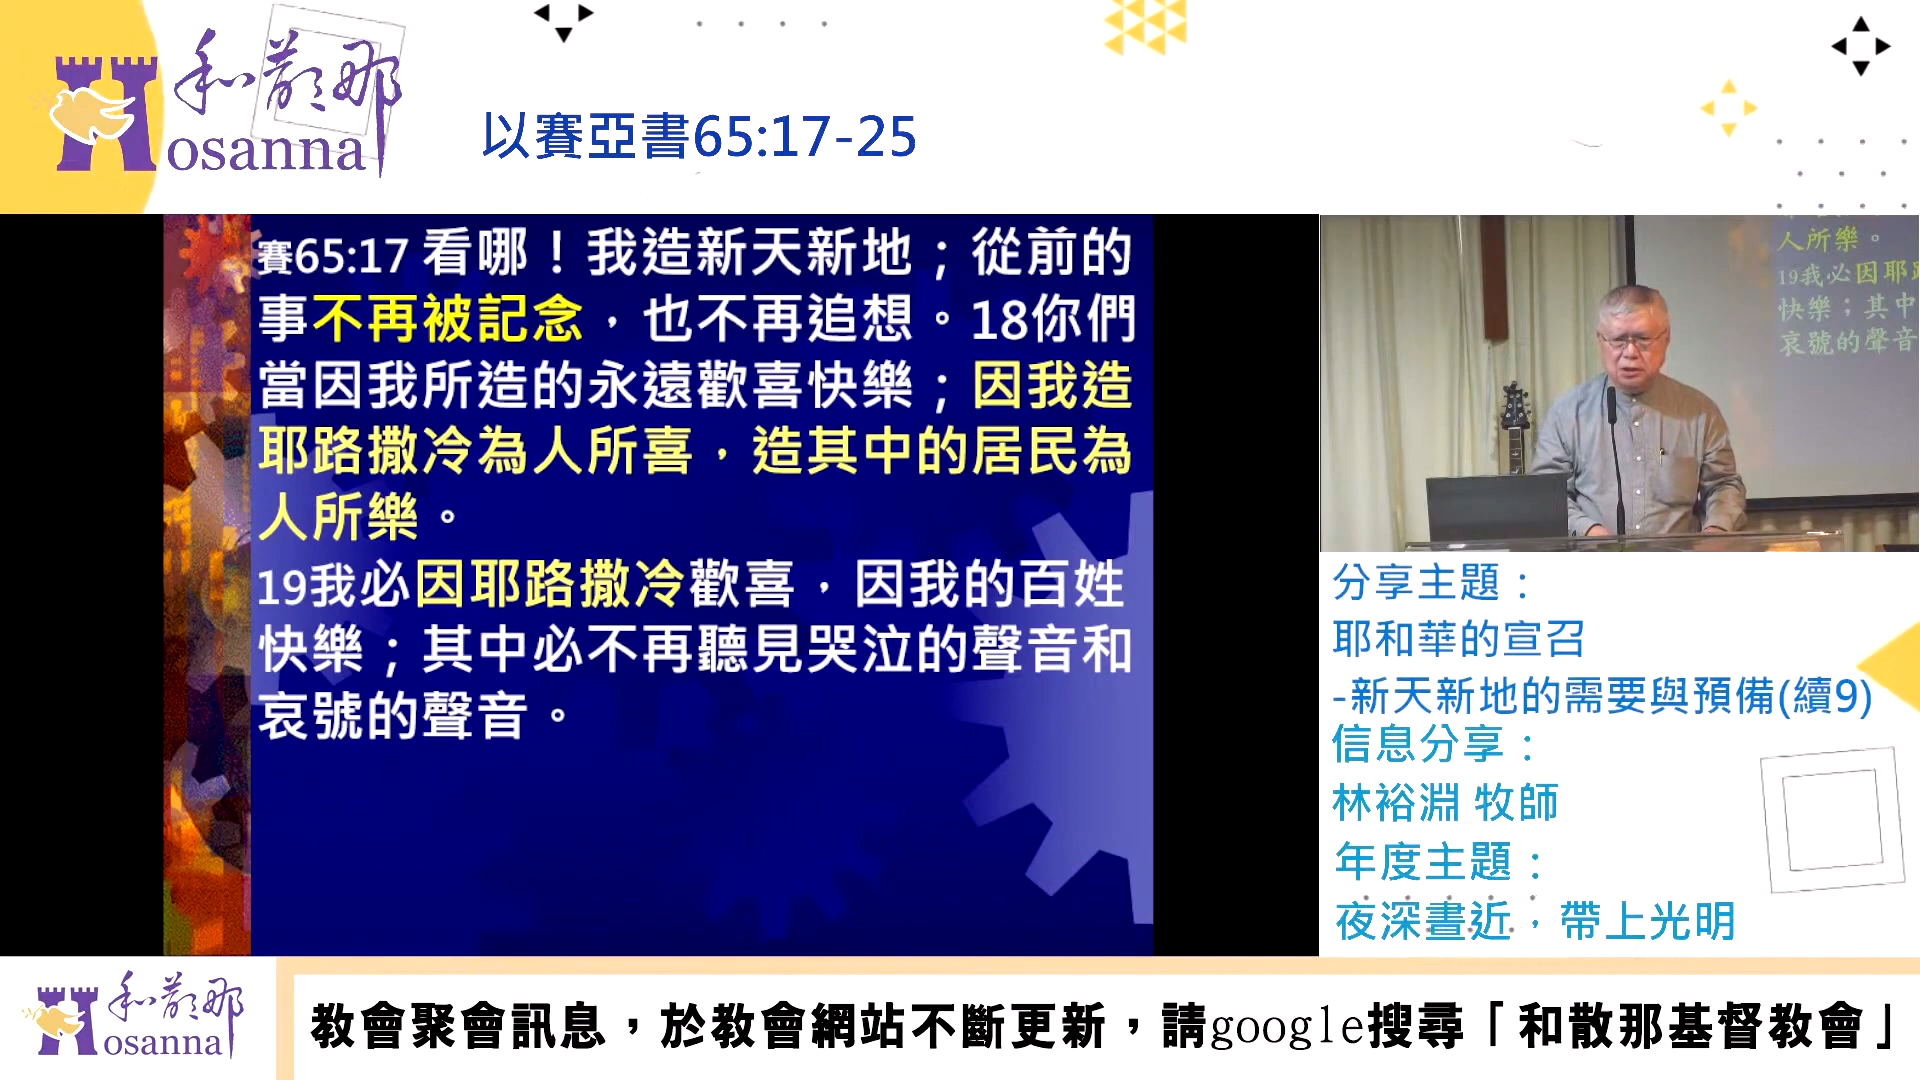 和散那
Hosanna
以賽亞書65:17-25
賽65:17 看哪！我造新天新地；從前的
事不再被記念，也不再追想。18你們
當因我所造的永遠歡喜快樂；因我造
耶路撒冷為人所喜，造其中的居民為
人所樂。
19我必因耶路撒冷歡喜，因我的百姓
快樂；其中必不再聽見哭泣的聲音和
哀號的聲音。
人所樂。
19我必因耶
快樂；其中
哀號的聲音
分享主題：
耶和華的宣召
-新天新地的需要與預備(續9)
信息分享：
林裕淵 牧師
年度主題：
夜深晝近，帶上光明
和散那
Hosanna
教會聚會訊息，於教會網站不斷更新，請google搜尋「和散那基督教會」